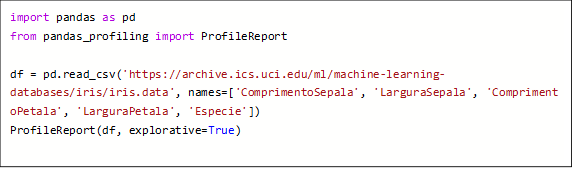 import pandas as pd
from pandas_profiling import ProfileReport
df = pd.read_csv('https://archive.ics.uci.edu/ml/machine-learning-
databases/iris/iris.data', names=['ComprimentoSepala', 'LarguraSepala', 'Compriment
oPetala', 'LarguraPetala', 'Especie'])
ProfileReport(df, explorative=True)